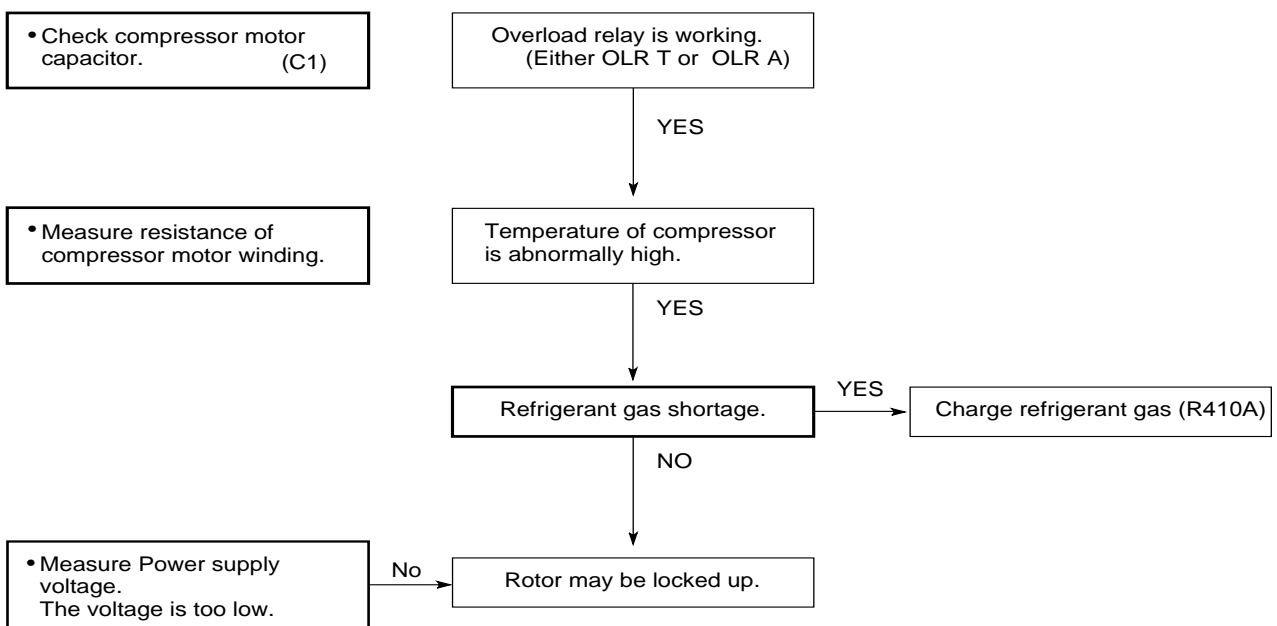 • Check compressor motor
capacitor. (C1)
Overload relay is working.
(Either OLR T or OLR A)
YES
• Measure resistance of
compressor motor winding.
Temperature of compressor
is abnormally high.
YES
Refrigerant gas shortage.
YES
Charge refrigerant gas (R410A)
NO
• Measure Power supply
voltage.
The voltage is too low.
No
Rotor may be locked up.